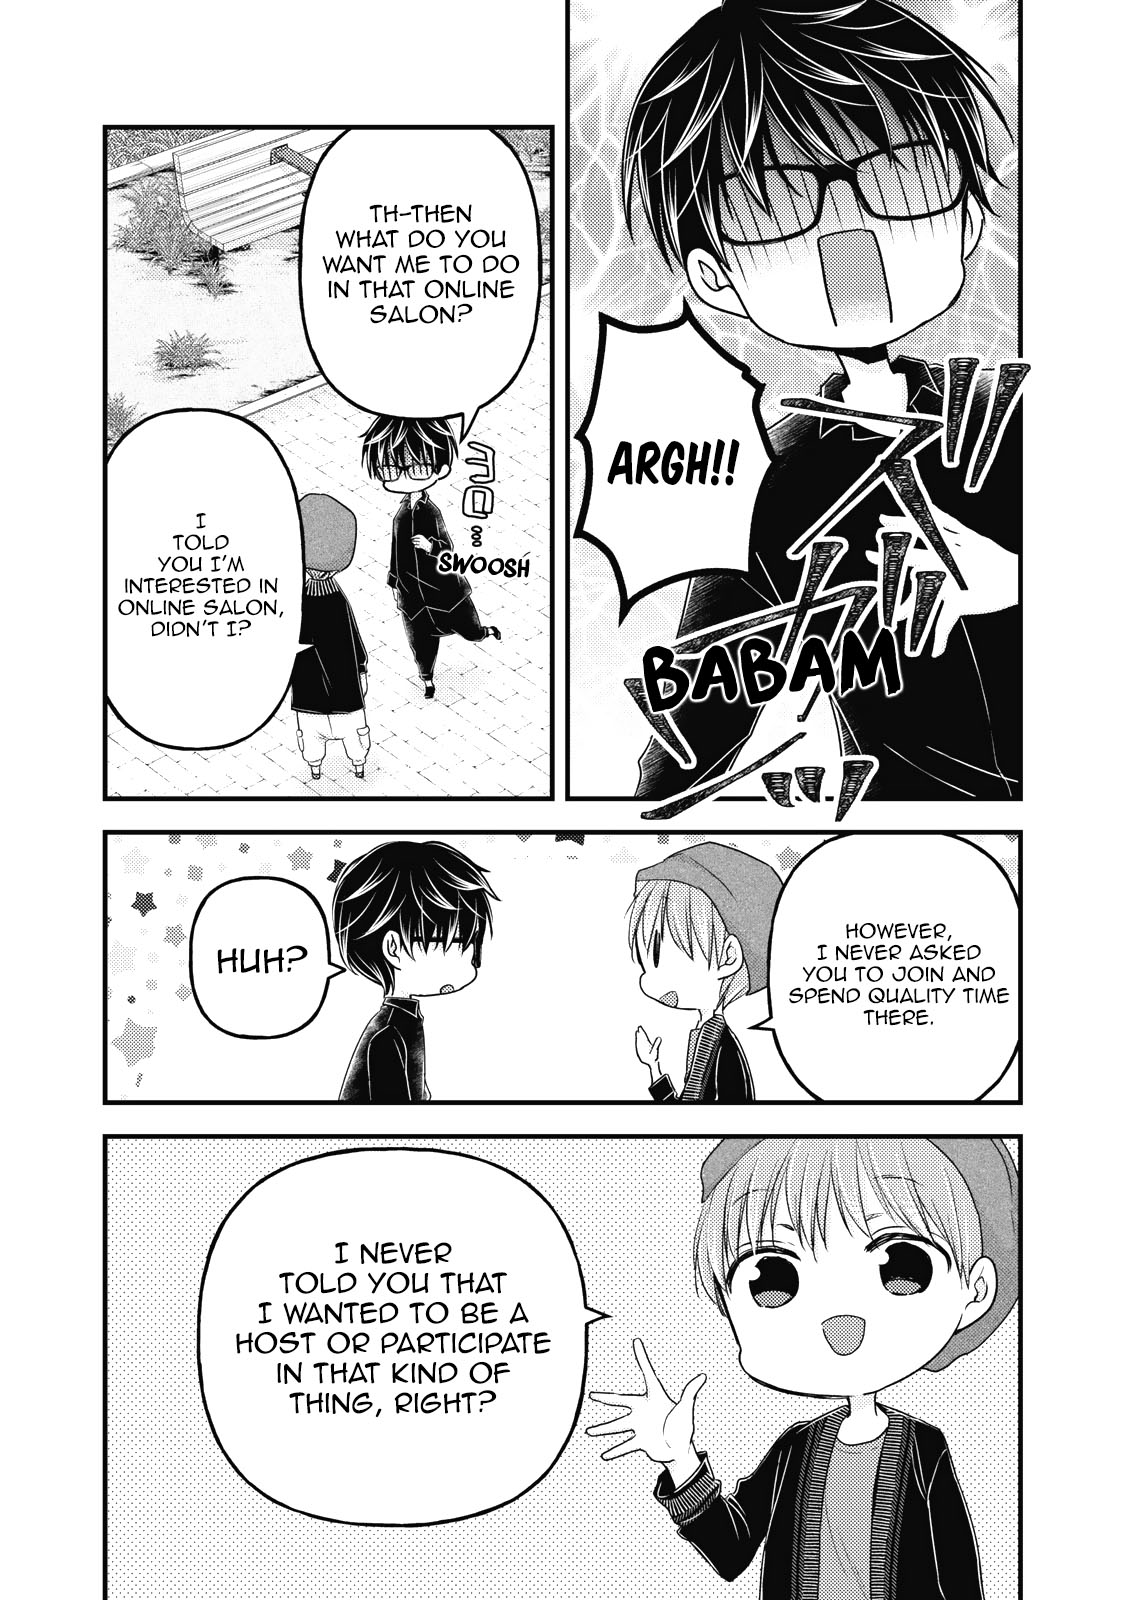 ARGH!!
BABAM
TH-THEN
WHAT DO YOU
WANT ME TO DO
IN THAT ONLINE
SALON?
SWOOSH
I
TOLD
YOU I'M
INTERESTED IN
ONLINE SALON,
DIDN'T I?
HOWEVER,
I NEVER ASKED
YOU TO JOIN AND
SPEND QUALITY TIME
THERE.
HUH?
I NEVER
TOLD YOU THAT
I WANTED TO BE A
HOST OR PARTICIPATE
IN THAT KIND OF
THING, RIGHT?